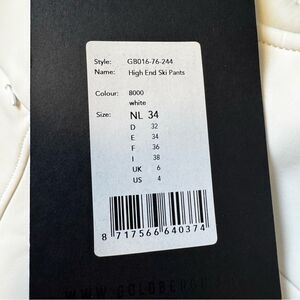 Style: GB016-76-244
Name: High End Ski Pants
Colour: 8000
white
Size: NL 34
D 32
E 34
F 36
I 38
UK 6
US 4
8 717566 640374